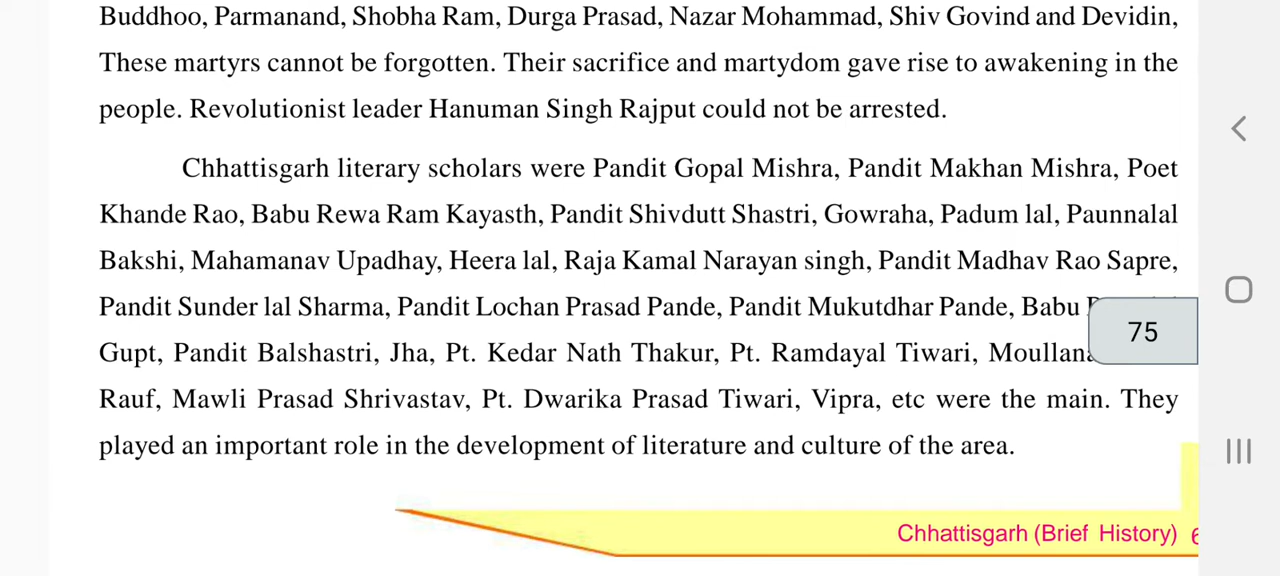 Buddhoo, Parmanand, Shobha Ram, Durga Prasad, Nazar Mohammad, Shiv Govind and Devidin,
These martyrs cannot be forgotten. Their sacrifice and martydom gave rise to awakening in the
people. Revolutionist leader Hanuman Singh Rajput could not be arrested.
Chhattisgarh literary scholars were Pandit Gopal Mishra, Pandit Makhan Mishra, Poet
Khande Rao, Babu Rewa Ram Kayasth, Pandit Shivdutt Shastri, Gowraha, Padum lal, Paunnalal
Bakshi, Mahamanav Upadhay, Heera lal, Raja Kamal Narayan singh, Pandit Madhav Rao Sapre,
Pandit Sunder lal Sharma, Pandit Lochan Prasad Pande, Pandit Mukutdhar Pande, Babu
75
Gupt, Pandit Balshastri, Jha, Pt. Kedar Nath Thakur, Pt. Ramdayal Tiwari,
Rauf, Mawli Prasad Shrivastav, Pt. Dwarika Prasad Tiwari, Vipra, etc were the main. They
played an important role in the development of literature and culture of the area.
Chhattisgarh (Brief History)